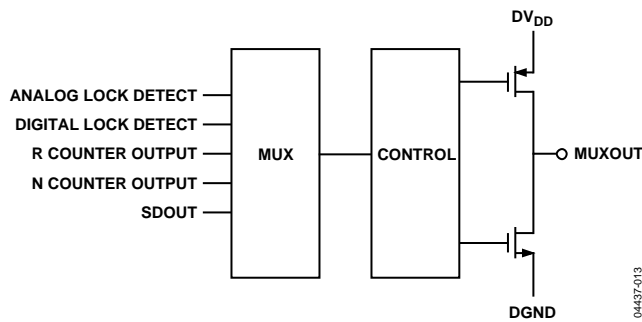 DVDD
ANALOG LOCK DETECT
DIGITAL LOCK DETECT
R COUNTER OUTPUT
N COUNTER OUTPUT
SDOUT
MUX
CONTROL
MUXOUT
DGND
04437-013